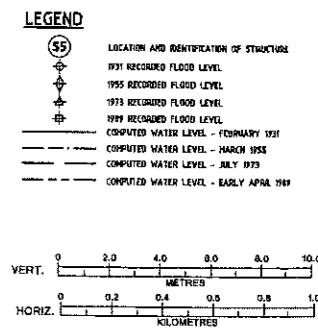 LEGEND
55 LOCATION AND IDENTIFICATION OF STRUCTURE
1931 RECORDED FLOOD LEVEL
1955 RECORDED FLOOD LEVEL
1973 RECORDED FLOOD LEVEL
1989 RECORDED FLOOD LEVEL
COMPUTED WATER LEVEL - FEBRUARY 1931
COMPUTED WATER LEVEL - MARCH 1955
COMPUTED WATER LEVEL - JULY 1973
COMPUTED WATER LEVEL - EARLY APRIL 1989
VERT. 0 2.0 4.0 6.0 8.0 10.0
METRES
HORIZ. 0 0.2 0.4 0.6 0.8 1.0
KILOMETRES